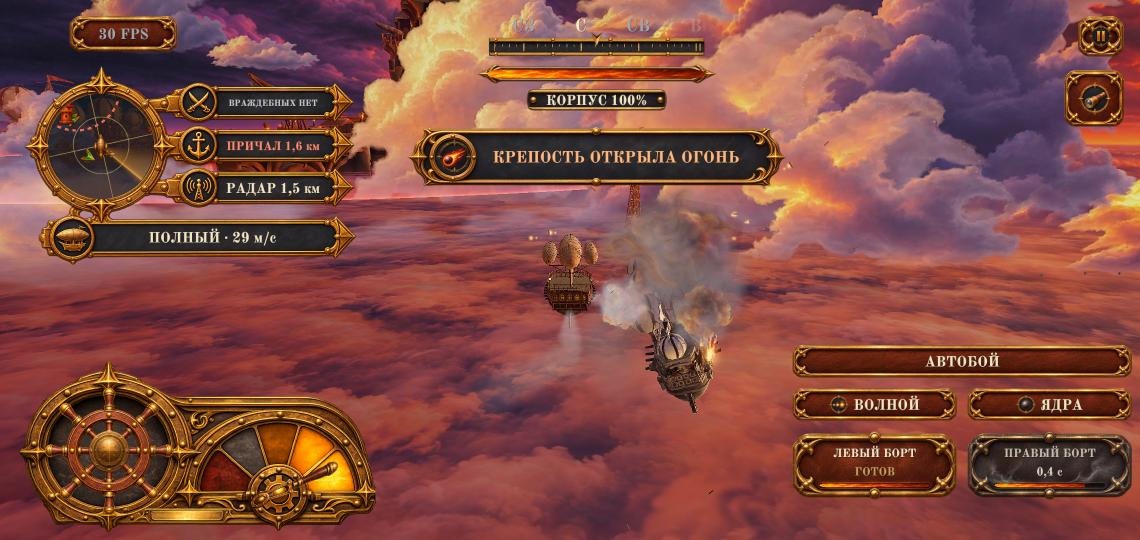 30 FPS
СЗ С СВ В
КОРПУС 100%
ВРАЖДЕБНЫХ НЕТ
ПРИЧАЛ 1,6 км
РАДАР 1,5 км
ПОЛНЫЙ · 29 м/с
КРЕПОСТЬ ОТКРЫЛА ОГОНЬ
АВТОБОЙ
ВОЛНОЙ
ЯДРА
ЛЕВЫЙ БОРТ
ГОТОВ
ПРАВЫЙ БОРТ
0,4 с